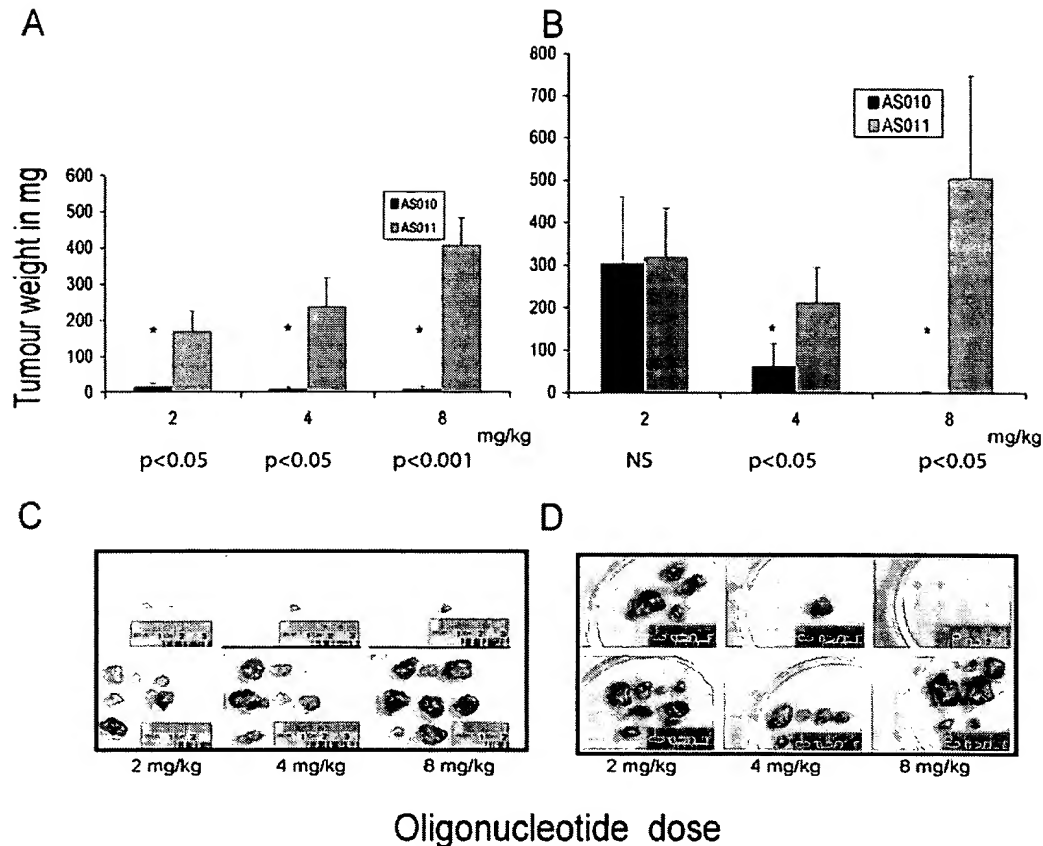 A
B
Tumour weight in mg
600
500
400
300
200
100
0
AS010
AS011
*
*
*
2
4
8
mg/kg
p<0.05
p<0.05
p<0.001
800
700
600
500
400
300
200
100
0
AS010
AS011
*
*
2
4
8
mg/kg
NS
p<0.05
p<0.05
C
D
2 mg/kg
4 mg/kg
8 mg/kg
2 mg/kg
4 mg/kg
8 mg/kg
Oligonucleotide dose